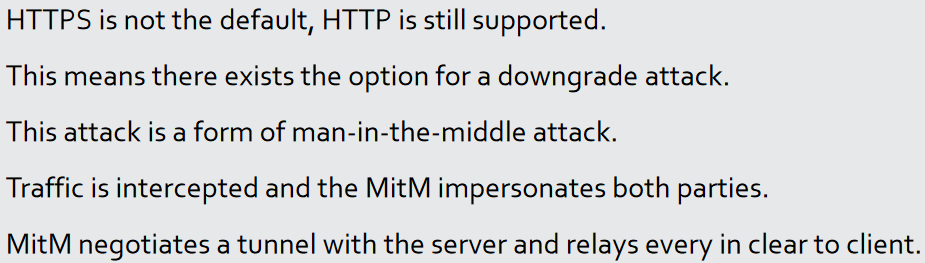 HTTPS is not the default, HTTP is still supported.
This means there exists the option for a downgrade attack.
This attack is a form of man-in-the-middle attack.
Traffic is intercepted and the MitM impersonates both parties.
MitM negotiates a tunnel with the server and relays every in clear to client.